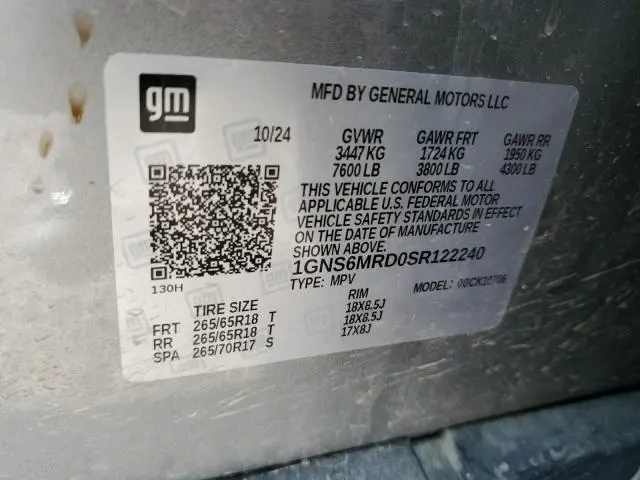 gm
MFD BY GENERAL MOTORS LLC
10/24 GVWR GAWR FRT GAWR RR
3447 KG 1724 KG 1950 KG
7600 LB 3800 LB 4300 LB
THIS VEHICLE CONFORMS TO ALL
APPLICABLE U.S. FEDERAL MOTOR
VEHICLE SAFETY STANDARDS IN EFFECT
ON THE DATE OF MANUFACTURE
SHOWN ABOVE.
1GNS6MRD0SR122240
130H
TYPE: MPV MODEL: 00CK10706
TIRE SIZE RIM
FRT 265/65R18 T 18X8.5J
RR 265/65R18 T 18X8.5J
SPA 265/70R17 S 17X8J